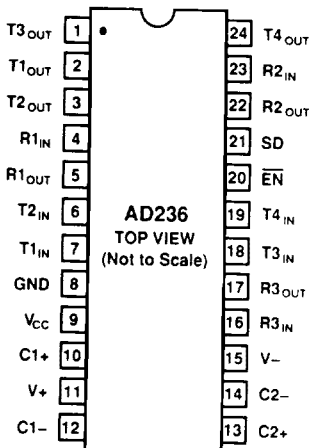 T3OUT 1 24 T4OUT
T1OUT 2 23 R2IN
T2OUT 3 22 R2OUT
R1IN 4 21 SD
R1OUT 5 20 E̅N̅
T2IN 6 19 T4IN
AD236
TOP VIEW
(Not to Scale)
T1IN 7 18 T3IN
GND 8 17 R3OUT
VCC 9 16 R3IN
C1+ 10 15 V−
V+ 11 14 C2−
C1− 12 13 C2+